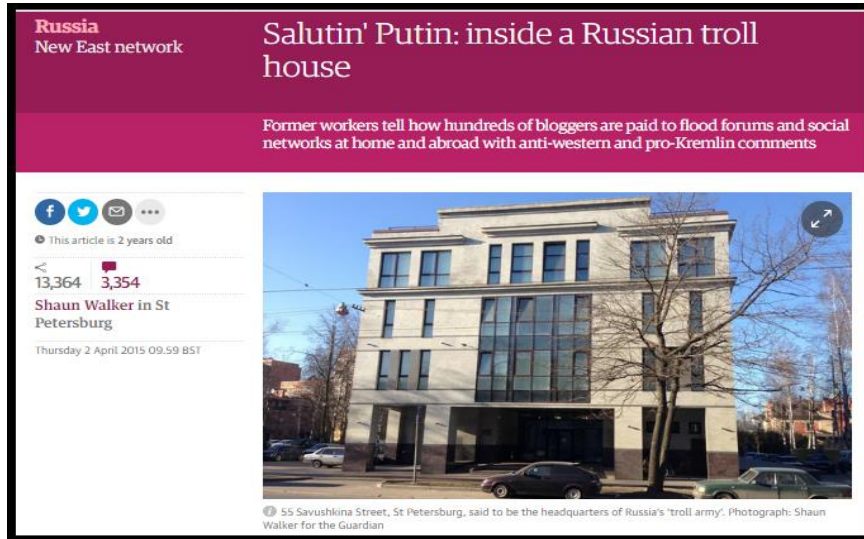 Russia
New East network
Salutin' Putin: inside a Russian troll
house
Former workers tell how hundreds of bloggers are paid to flood forums and social
networks at home and abroad with anti-western and pro-Kremlin comments
This article is 2 years old
13,364 3,354
Shaun Walker in St
Petersburg
Thursday 2 April 2015 09.59 BST
55 Savushkina Street, St Petersburg, said to be the headquarters of Russia's 'troll army'. Photograph: Shaun
Walker for the Guardian